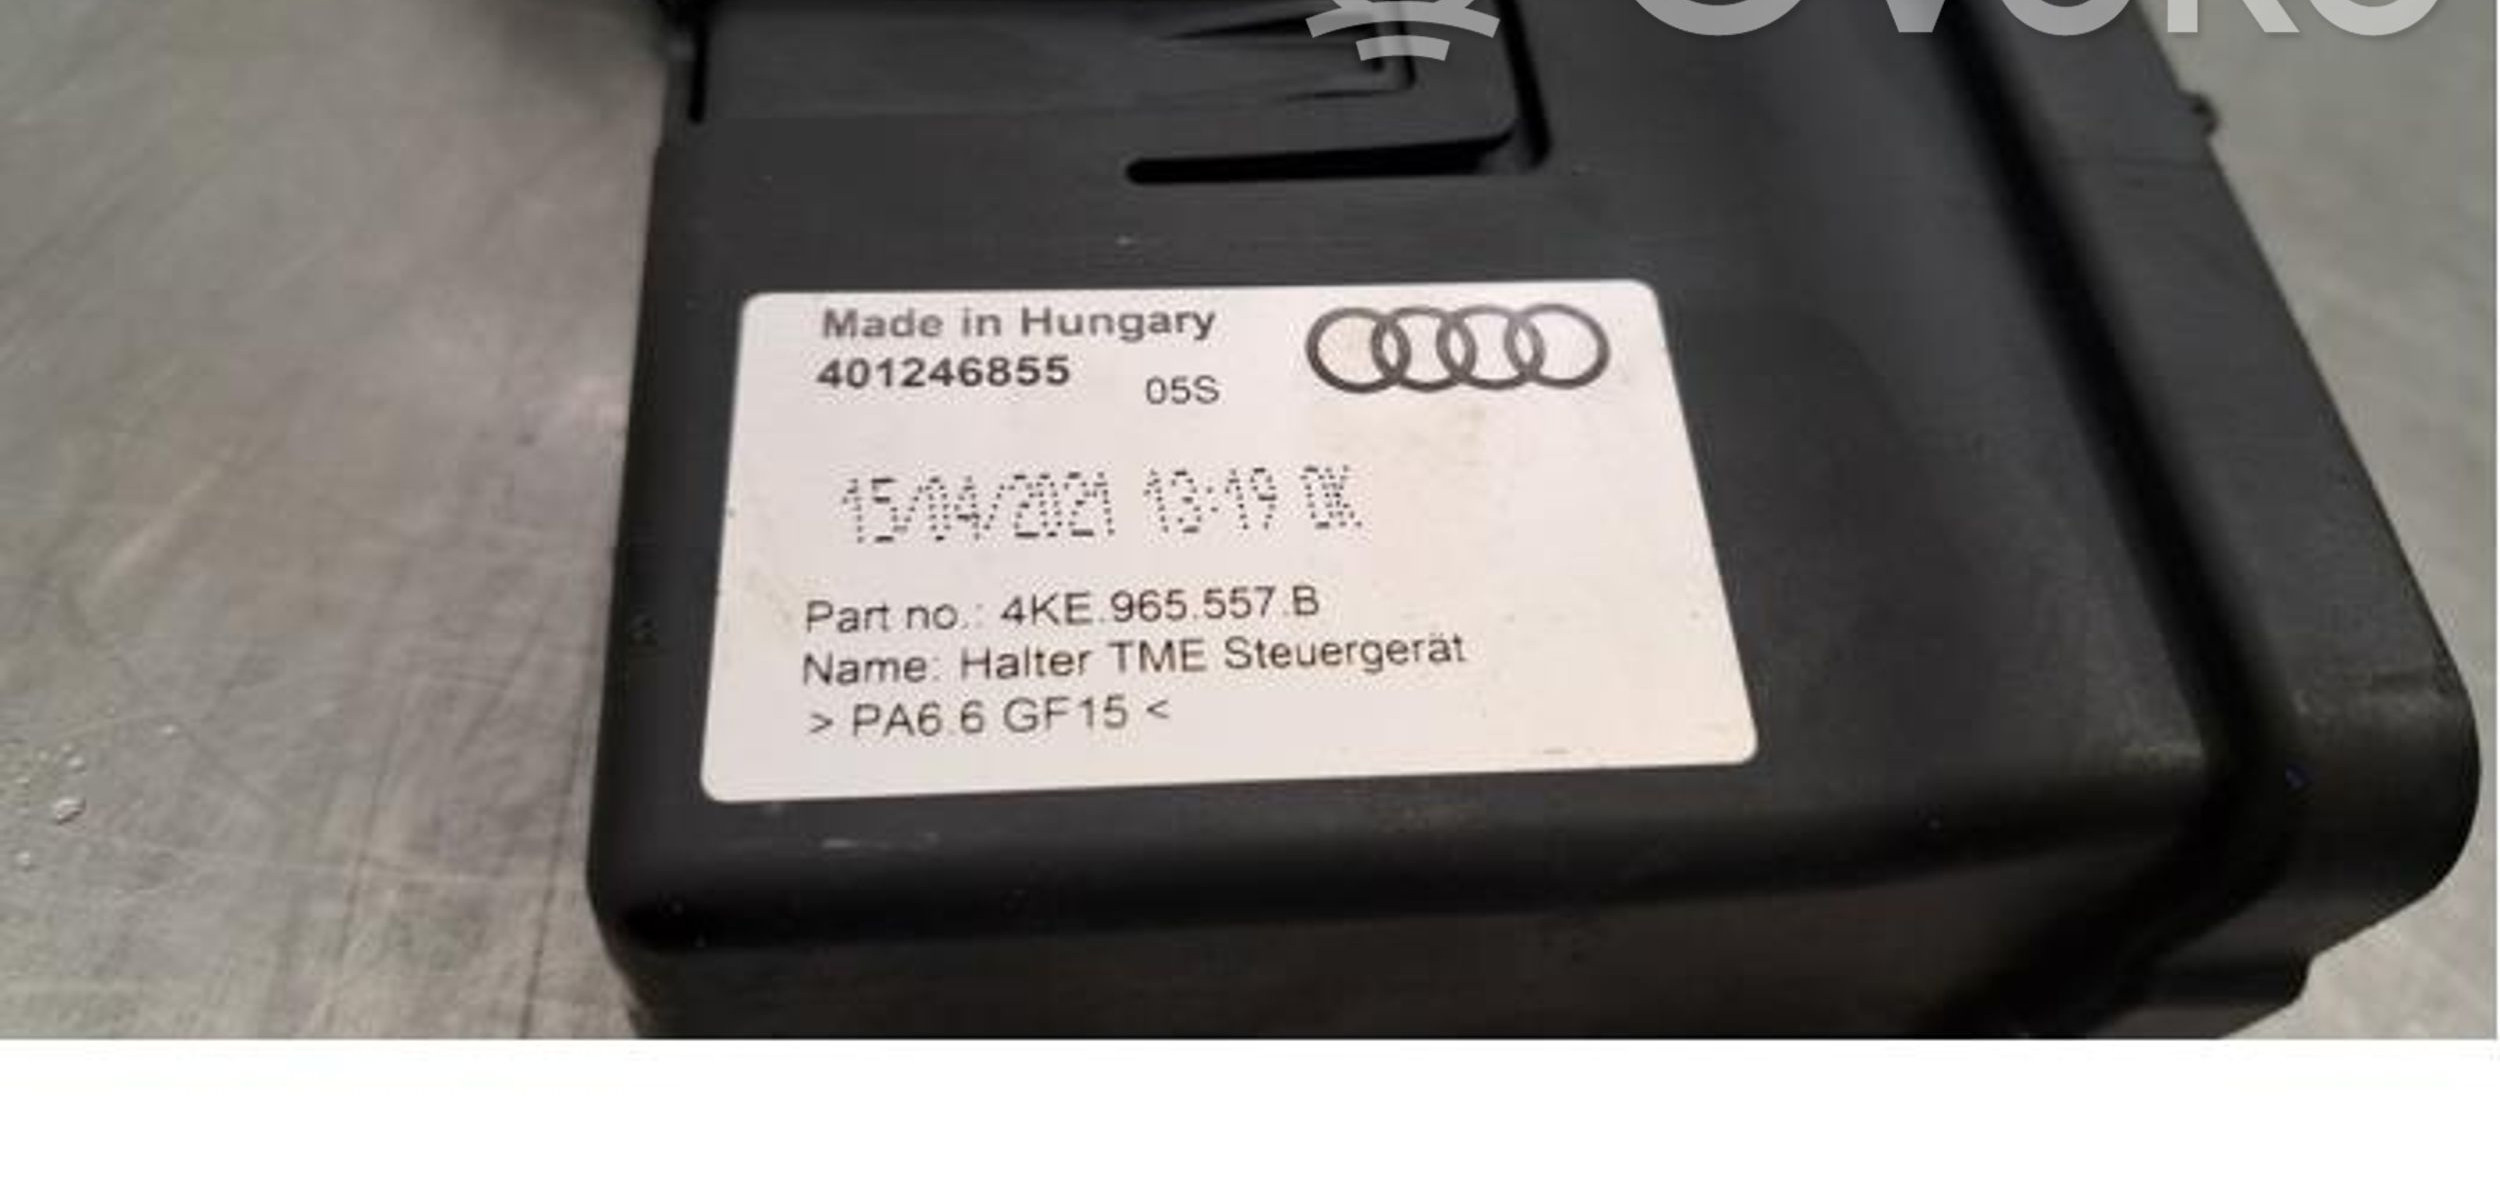 Made in Hungary
401246855 05S
15/04/2021 13:19 OK
Part no.: 4KE.965.557.B
Name: Halter TME Steuergerät
> PA6.6 GF15 <